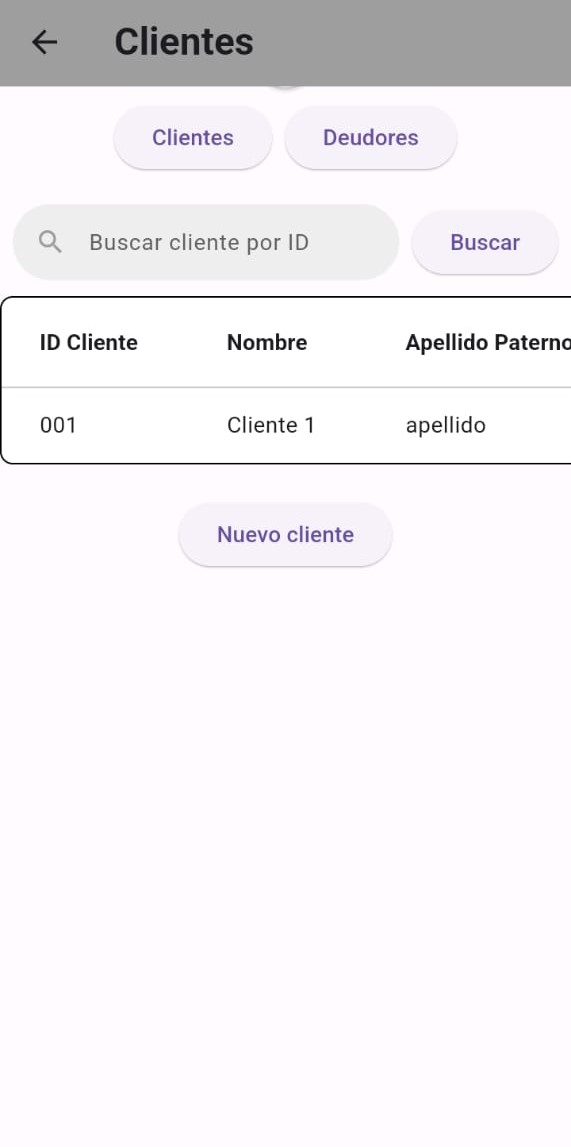 Clientes
Clientes Deudores
Buscar cliente por ID Buscar
ID Cliente Nombre Apellido Paterno
001 Cliente 1 apellido
Nuevo cliente